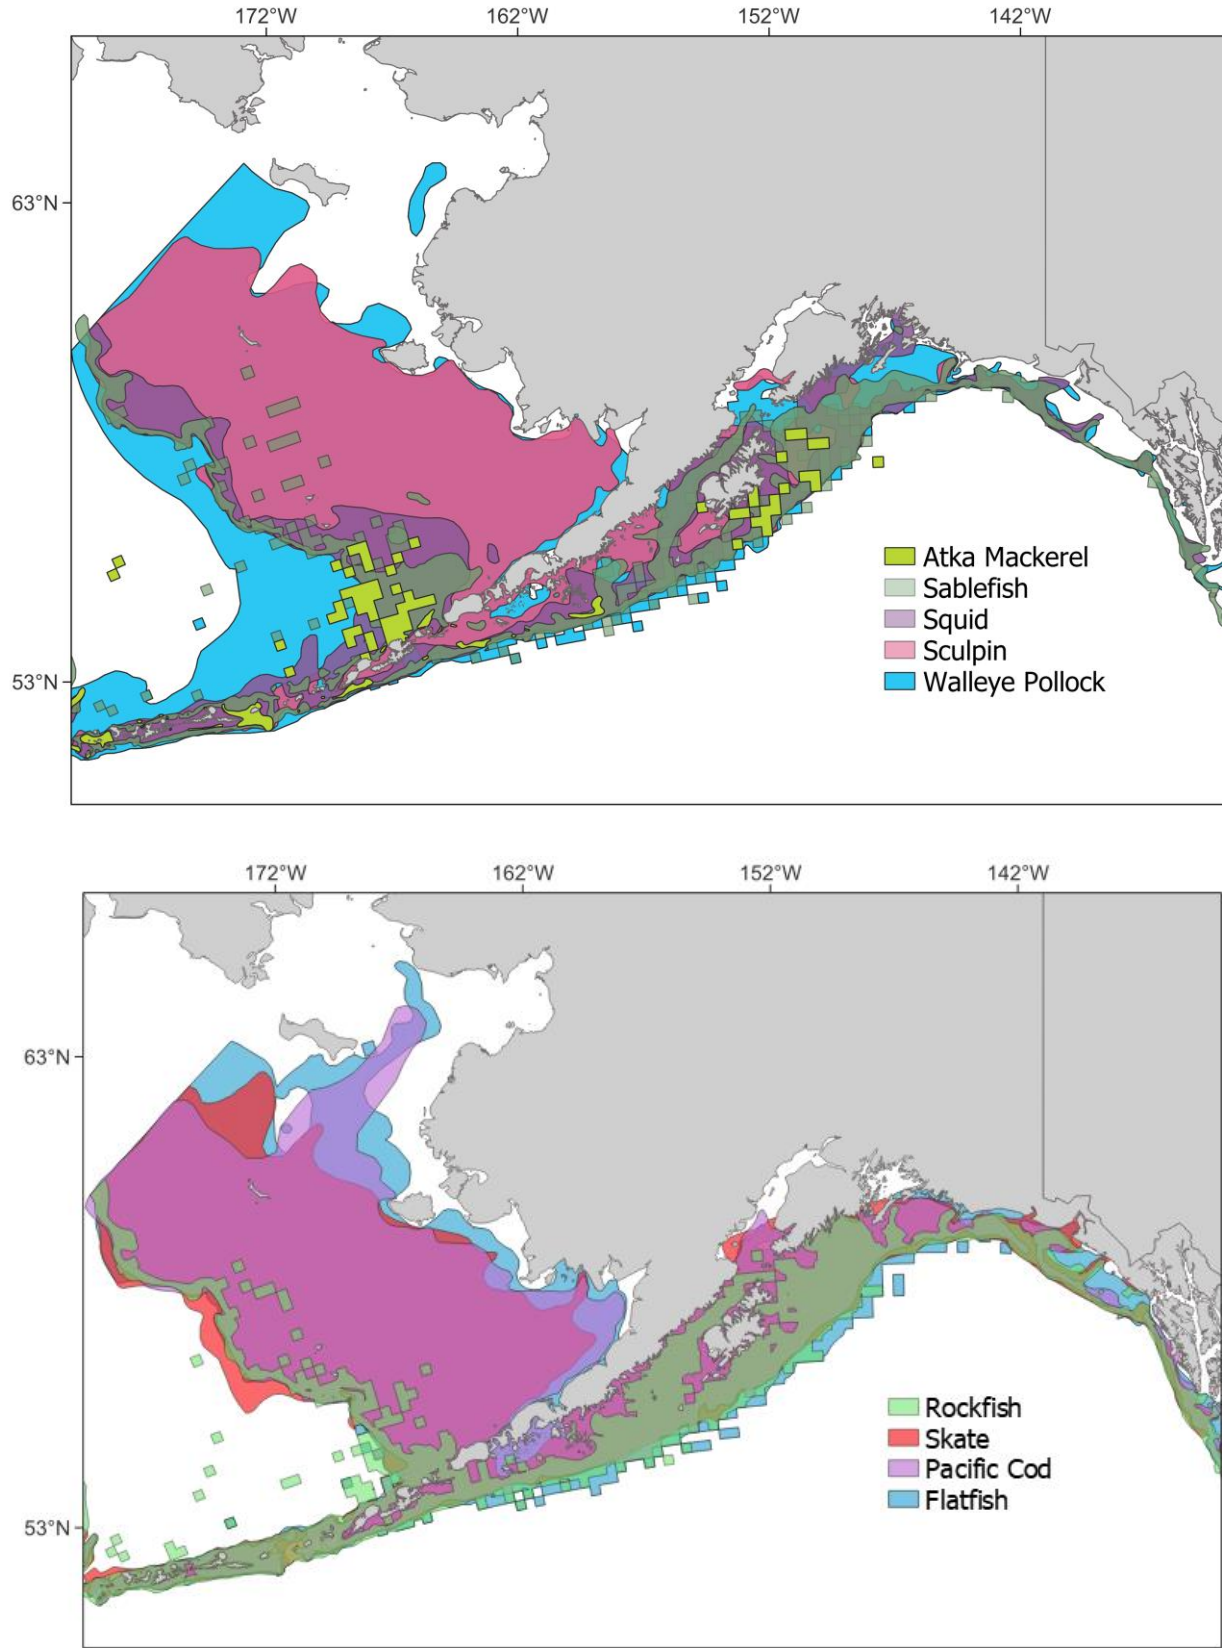 172°W 162°W 152°W 142°W
63°N
Atka Mackerel
Sablefish
Squid
Sculpin
Walleye Pollock
53°N
172°W 162°W 152°W 142°W
63°N
Rockfish
Skate
Pacific Cod
Flatfish
53°N